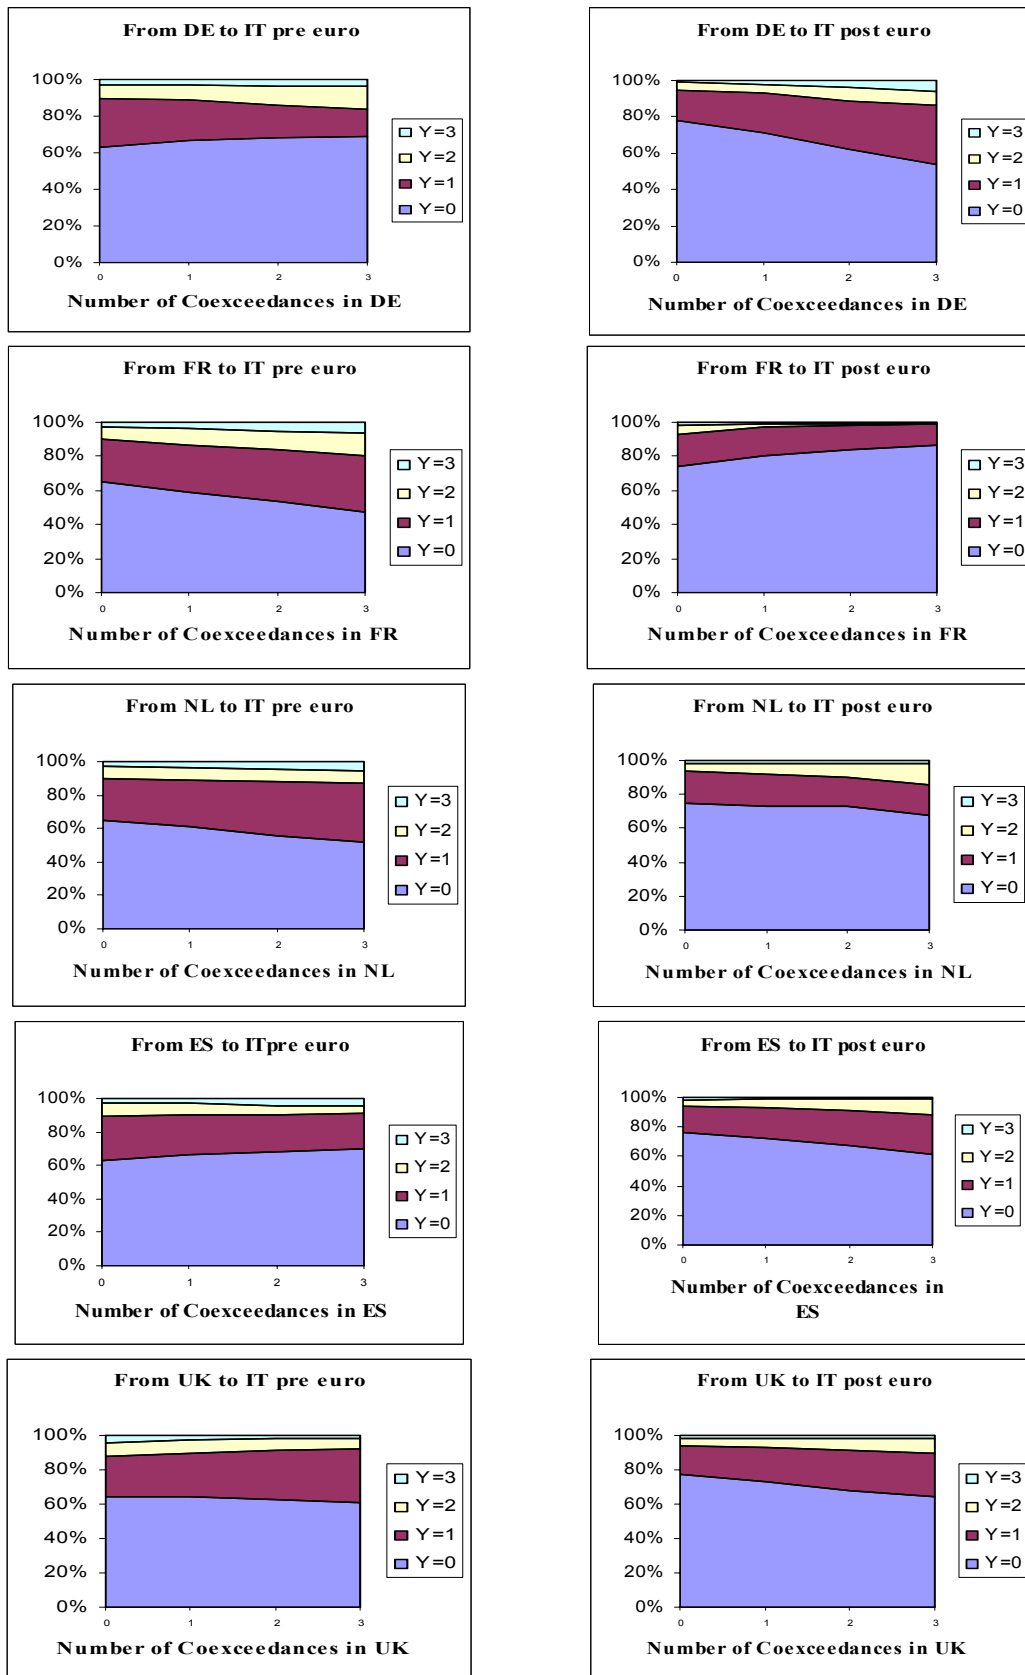 From DE to IT pre euro
100%
80%
60%
40%
20%
0%
0 1 2 3
Number of Coexceedances in DE
Y=3
Y=2
Y=1
Y=0
From DE to IT post euro
100%
80%
60%
40%
20%
0%
0 1 2 3
Number of Coexceedances in DE
Y=3
Y=2
Y=1
Y=0
From FR to IT pre euro
100%
80%
60%
40%
20%
0%
0 1 2 3
Number of Coexceedances in FR
Y=3
Y=2
Y=1
Y=0
From FR to IT post euro
100%
80%
60%
40%
20%
0%
0 1 2 3
Number of Coexceedances in FR
Y=3
Y=2
Y=1
Y=0
From NL to IT pre euro
100%
80%
60%
40%
20%
0%
0 1 2 3
Number of Coexceedances in NL
Y=3
Y=2
Y=1
Y=0
From NL to IT post euro
100%
80%
60%
40%
20%
0%
0 1 2 3
Number of Coexceedances in NL
Y=3
Y=2
Y=1
Y=0
From ES to ITpre euro
100%
80%
60%
40%
20%
0%
0 1 2 3
Number of Coexceedances in ES
Y=3
Y=2
Y=1
Y=0
From ES to IT post euro
100%
80%
60%
40%
20%
0%
0 1 2 3
Number of Coexceedances in
ES
Y=3
Y=2
Y=1
Y=0
From UK to IT pre euro
100%
80%
60%
40%
20%
0%
0 1 2 3
Number of Coexceedances in UK
Y=3
Y=2
Y=1
Y=0
From UK to IT post euro
100%
80%
60%
40%
20%
0%
0 1 2 3
Number of Coexceedances in UK
Y=3
Y=2
Y=1
Y=0